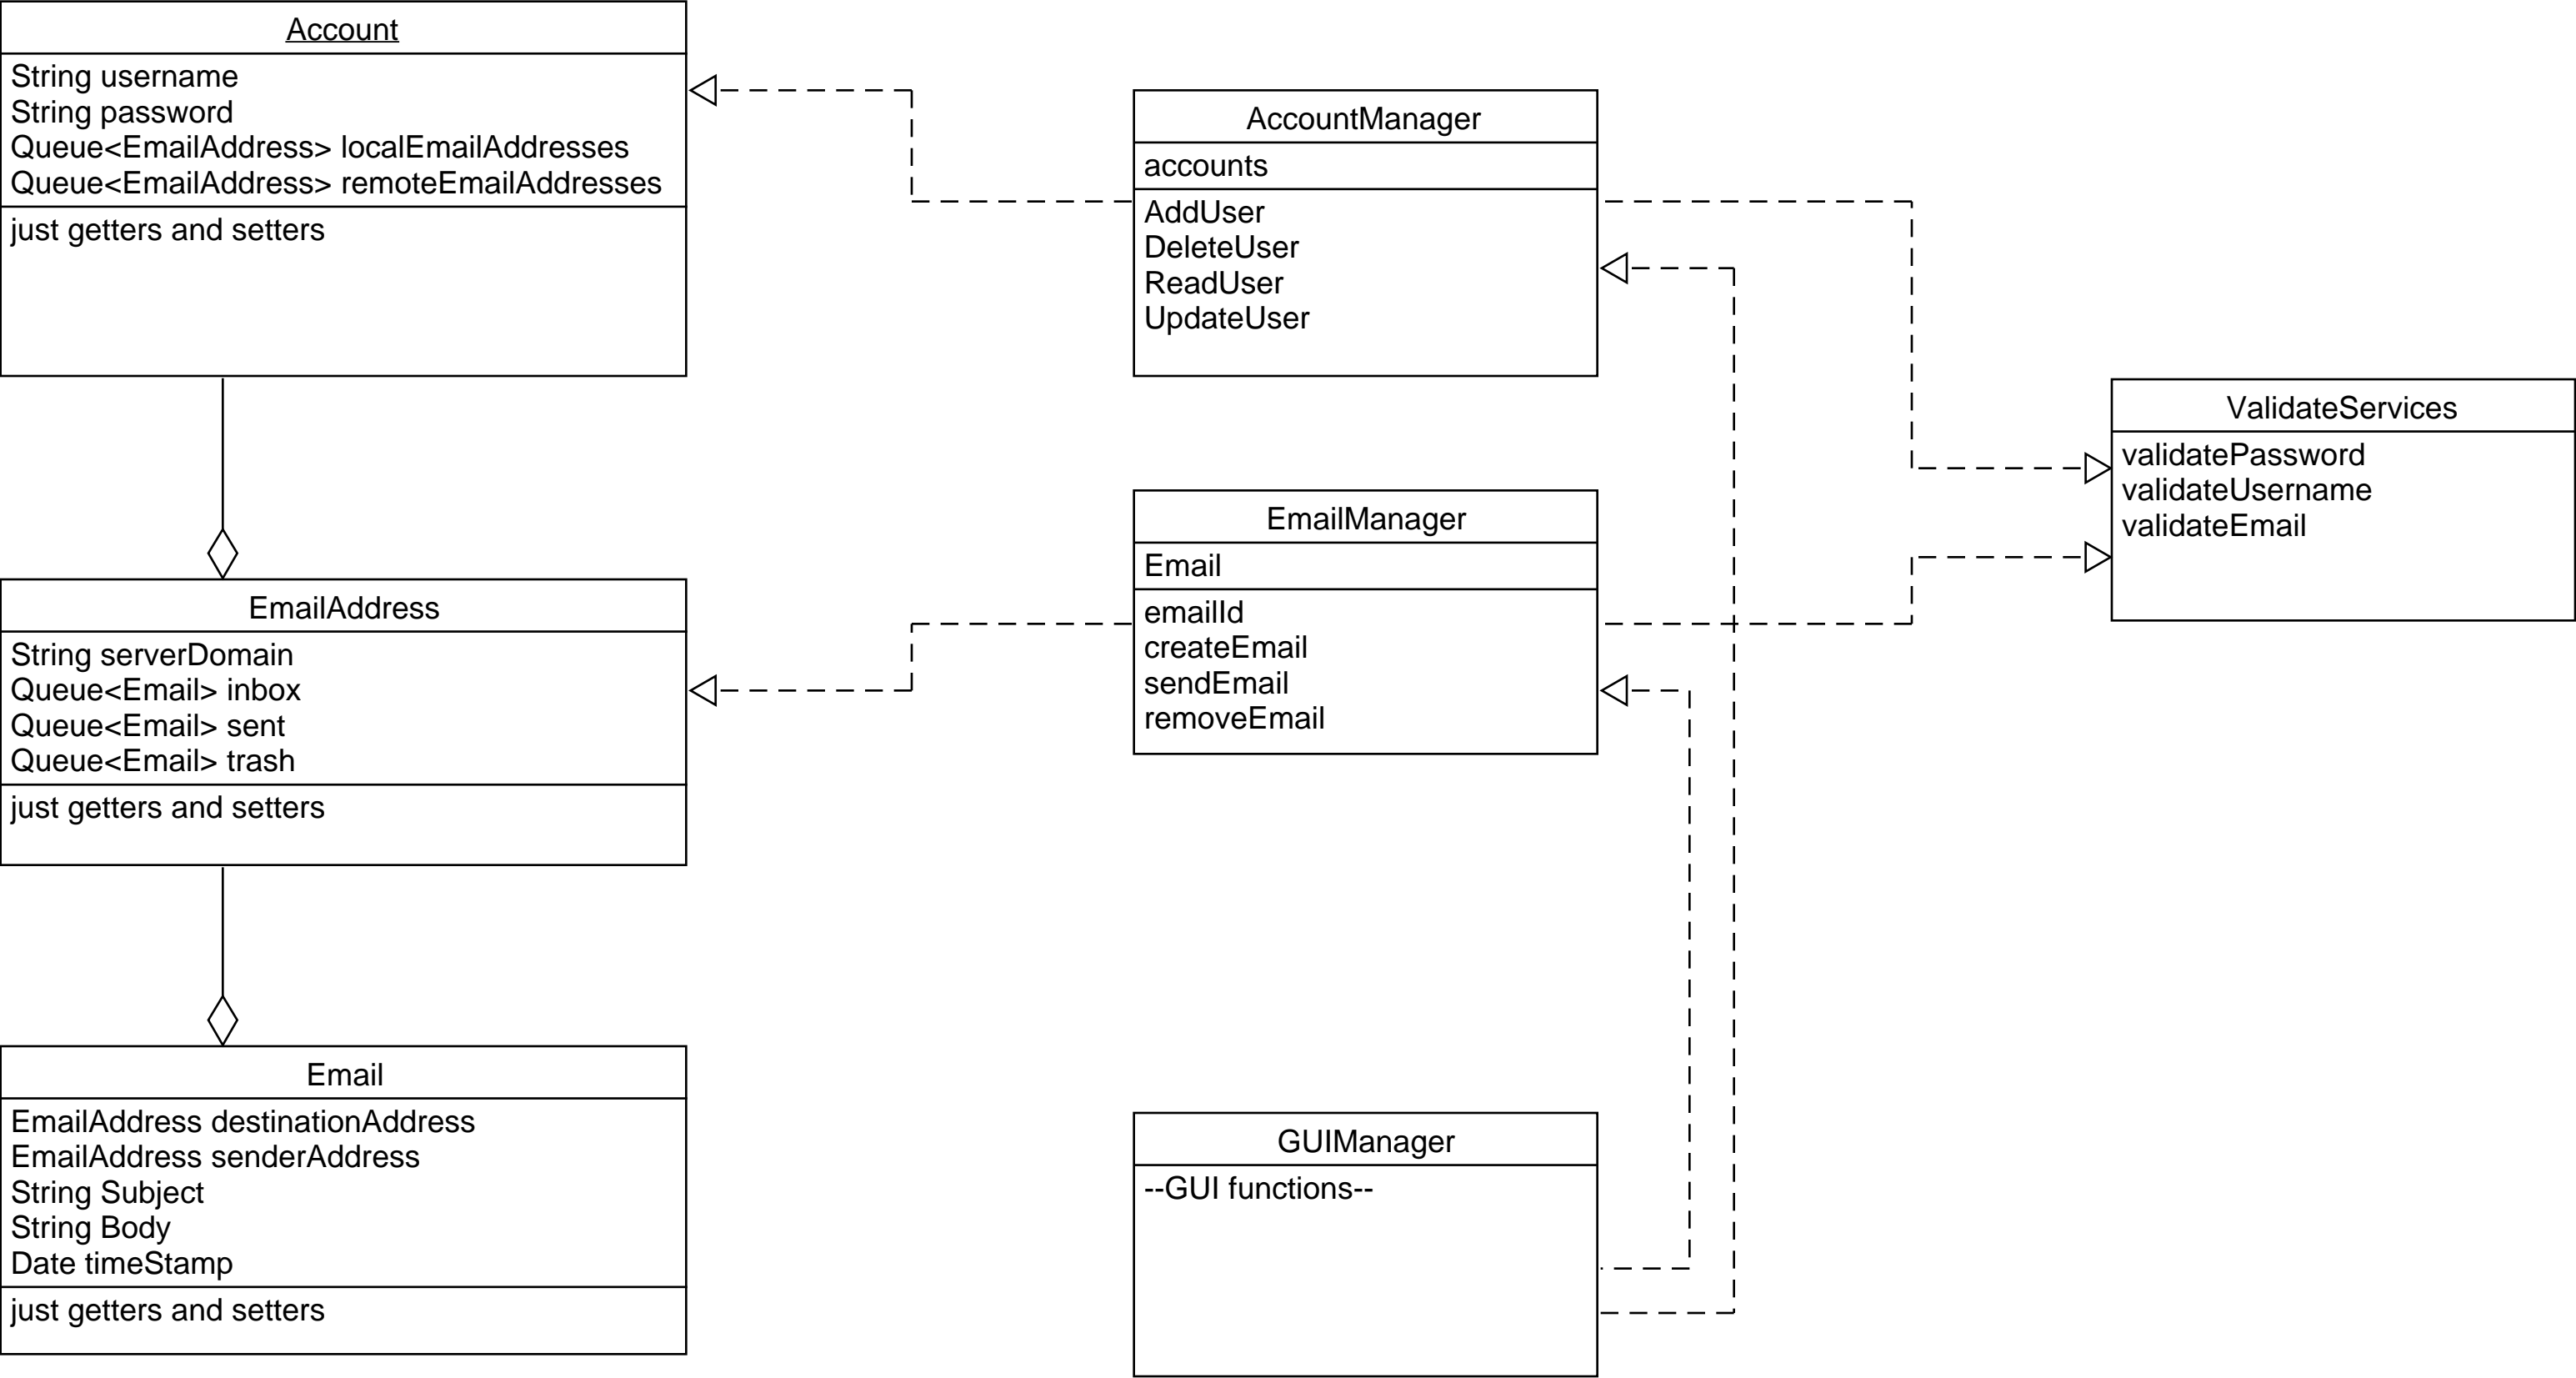 Account
String username
String password
Queue<EmailAddress> localEmailAddresses
Queue<EmailAddress> remoteEmailAddresses
just getters and setters
AccountManager
accounts
AddUser
DeleteUser
ReadUser
UpdateUser
ValidateServices
validatePassword
validateUsername
validateEmail
EmailManager
Email
emailId
createEmail
sendEmail
removeEmail
EmailAddress
String serverDomain
Queue<Email> inbox
Queue<Email> sent
Queue<Email> trash
just getters and setters
Email
EmailAddress destinationAddress
EmailAddress senderAddress
String Subject
String Body
Date timeStamp
just getters and setters
GUIManager
--GUI functions--